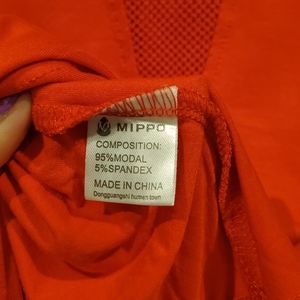 MIPPO
COMPOSITION:
95%MODAL
5%SPANDEX
MADE IN CHINA
Dongguangshi humen town